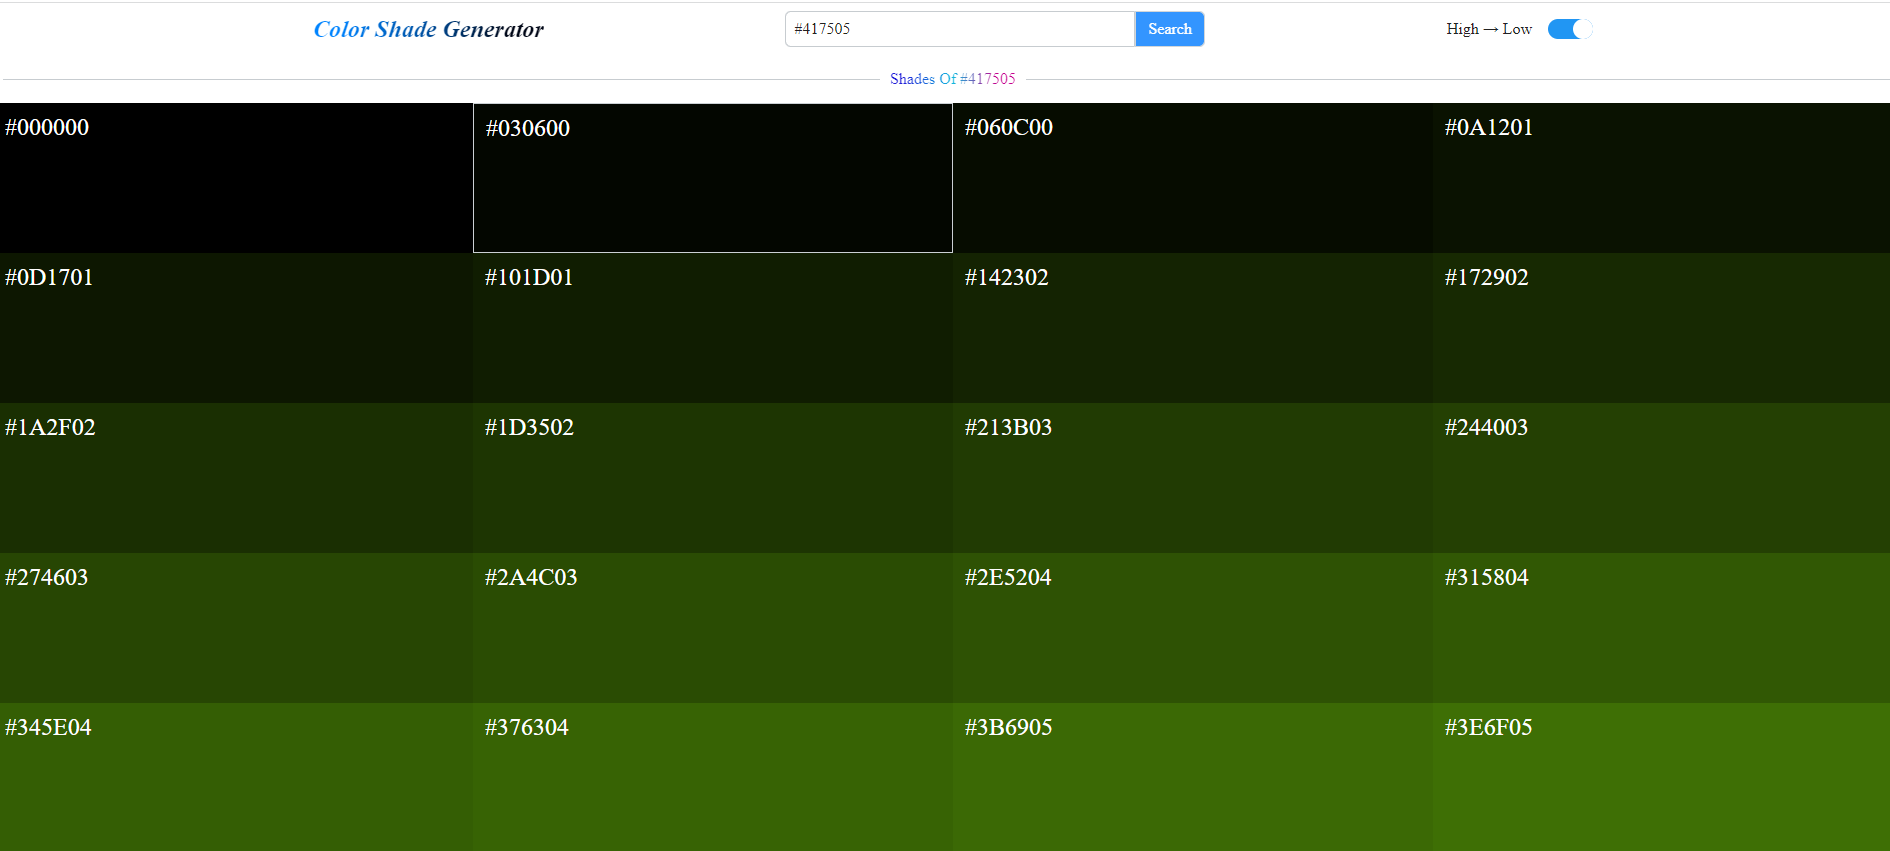 Color Shade Generator
#417505
Search
High → Low
Shades Of #417505
#000000
#030600
#060C00
#0A1201
#0D1701
#101D01
#142302
#172902
#1A2F02
#1D3502
#213B03
#244003
#274603
#2A4C03
#2E5204
#315804
#345E04
#376304
#3B6905
#3E6F05